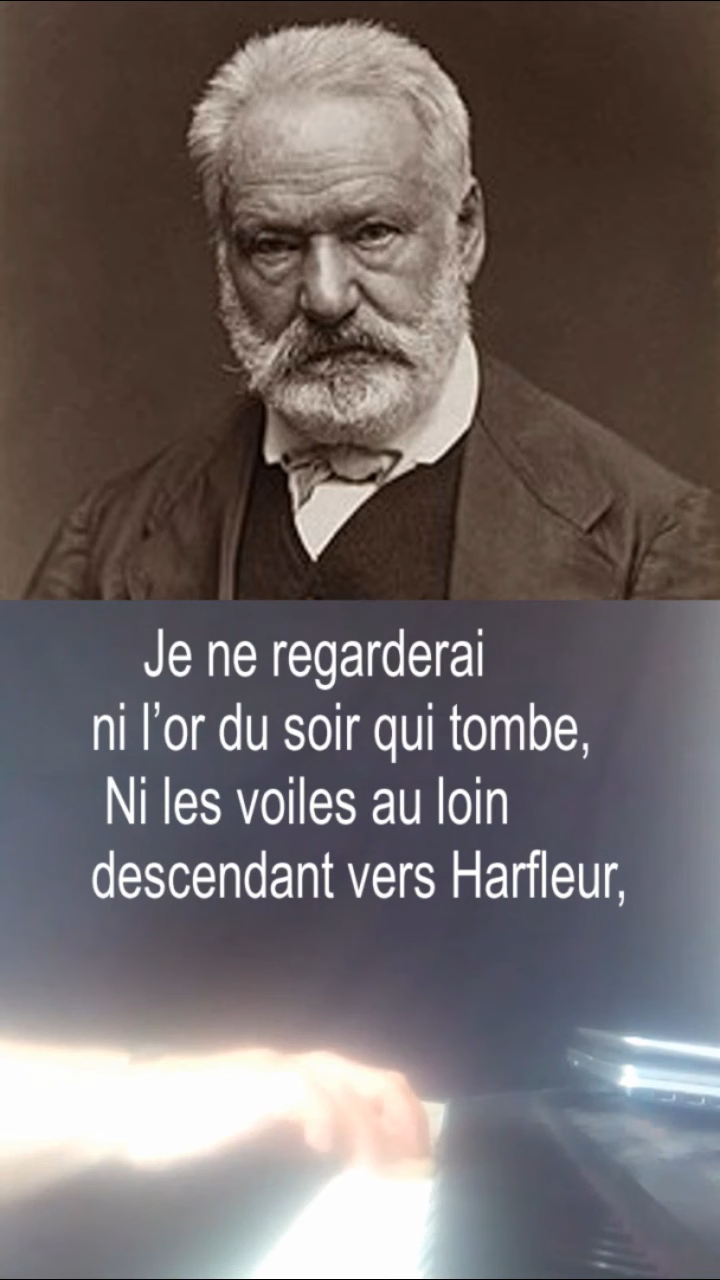 Je ne regarderai
ni l’or du soir qui tombe,
Ni les voiles au loin
descendant vers Harfleur,